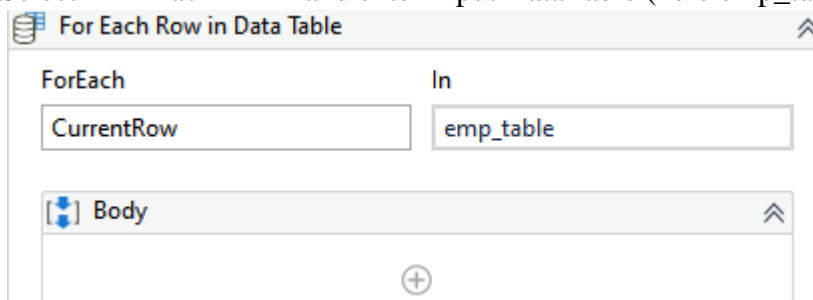 For Each Row in Data Table
ForEach In
CurrentRow emp_table
Body